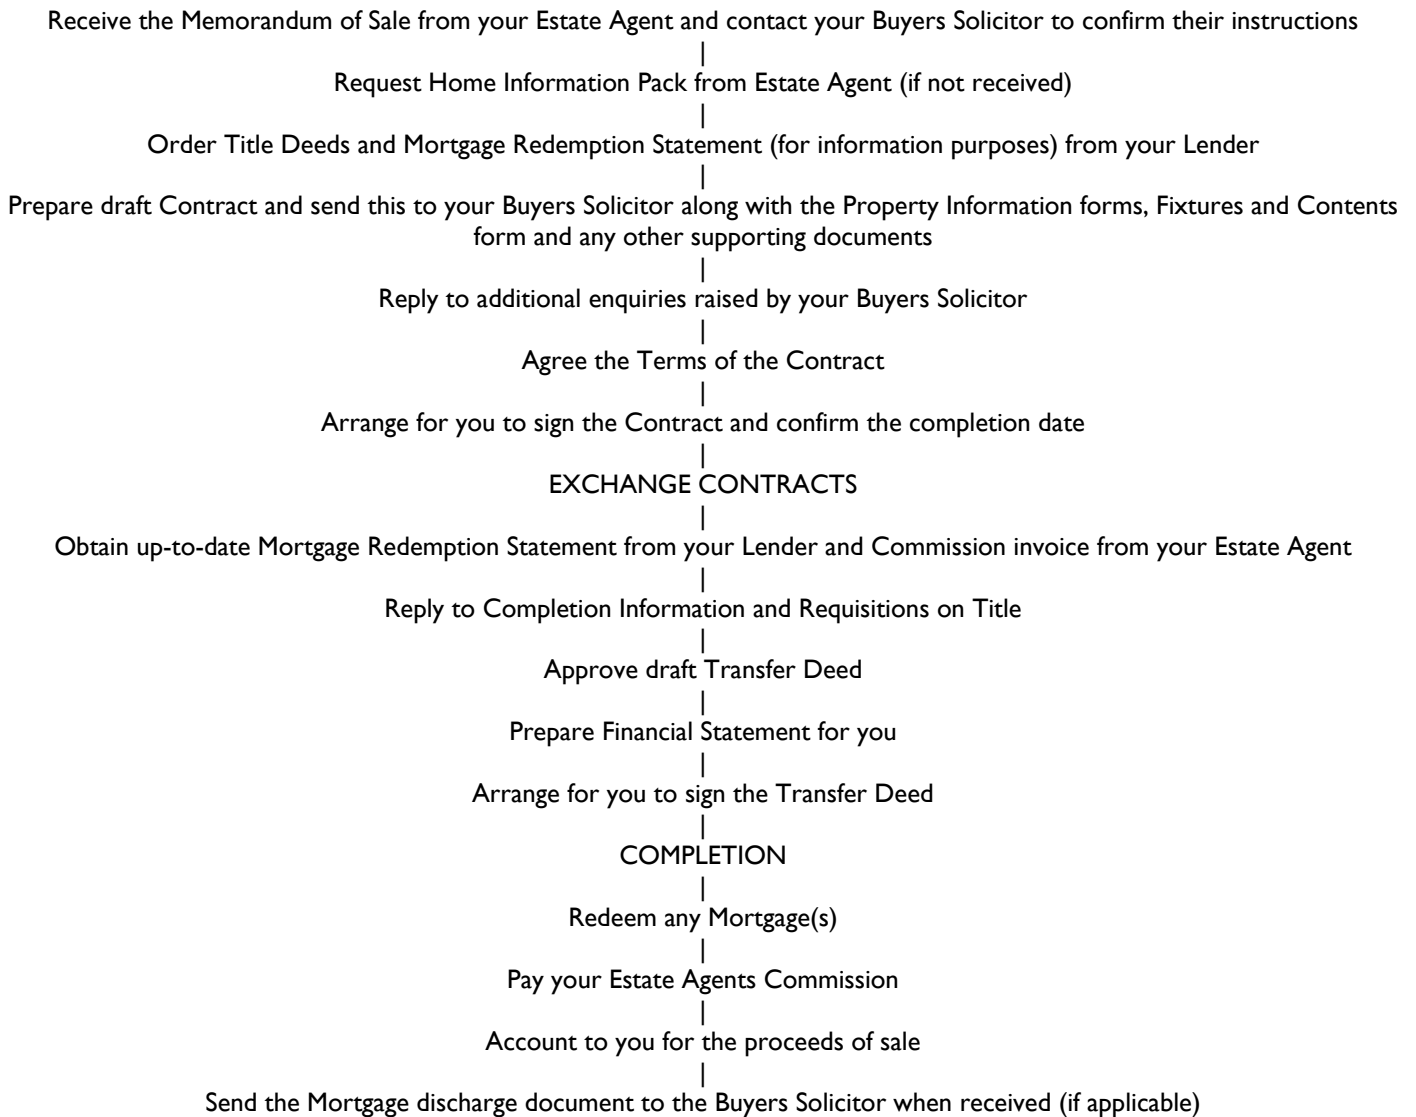 Receive the Memorandum of Sale from your Estate Agent and contact your Buyers Solicitor to confirm their instructions
Request Home Information Pack from Estate Agent (if not received)
Order Title Deeds and Mortgage Redemption Statement (for information purposes) from your Lender
Prepare draft Contract and send this to your Buyers Solicitor along with the Property Information forms, Fixtures and Contents
form and any other supporting documents
Reply to additional enquiries raised by your Buyers Solicitor
Agree the Terms of the Contract
Arrange for you to sign the Contract and confirm the completion date
EXCHANGE CONTRACTS
Obtain up-to-date Mortgage Redemption Statement from your Lender and Commission invoice from your Estate Agent
Reply to Completion Information and Requisitions on Title
Approve draft Transfer Deed
Prepare Financial Statement for you
Arrange for you to sign the Transfer Deed
COMPLETION
Redeem any Mortgage(s)
Pay your Estate Agents Commission
Account to you for the proceeds of sale
Send the Mortgage discharge document to the Buyers Solicitor when received (if applicable)